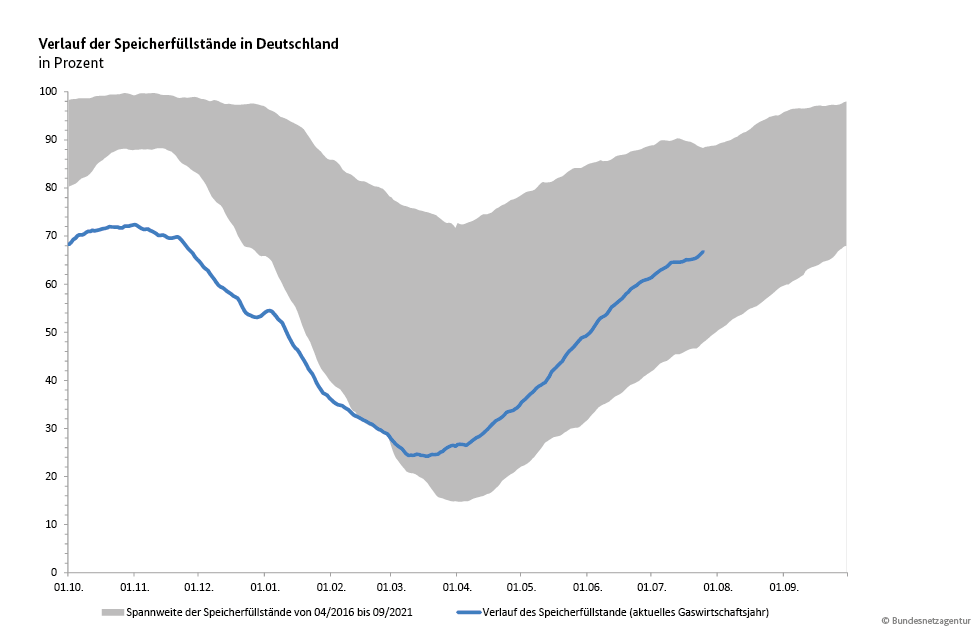 Verlauf der Speicherfüllstände in Deutschland
in Prozent
100
90
80
70
60
50
40
30
20
10
0
01.10. 01.11. 01.12. 01.01. 01.02. 01.03. 01.04. 01.05. 01.06. 01.07. 01.08. 01.09.
Spannweite der Speicherfüllstände von 04/2016 bis 09/2021 Verlauf des Speicherfüllstande (aktuelles Gaswirtschaftsjahr)
© Bundesnetzagentur